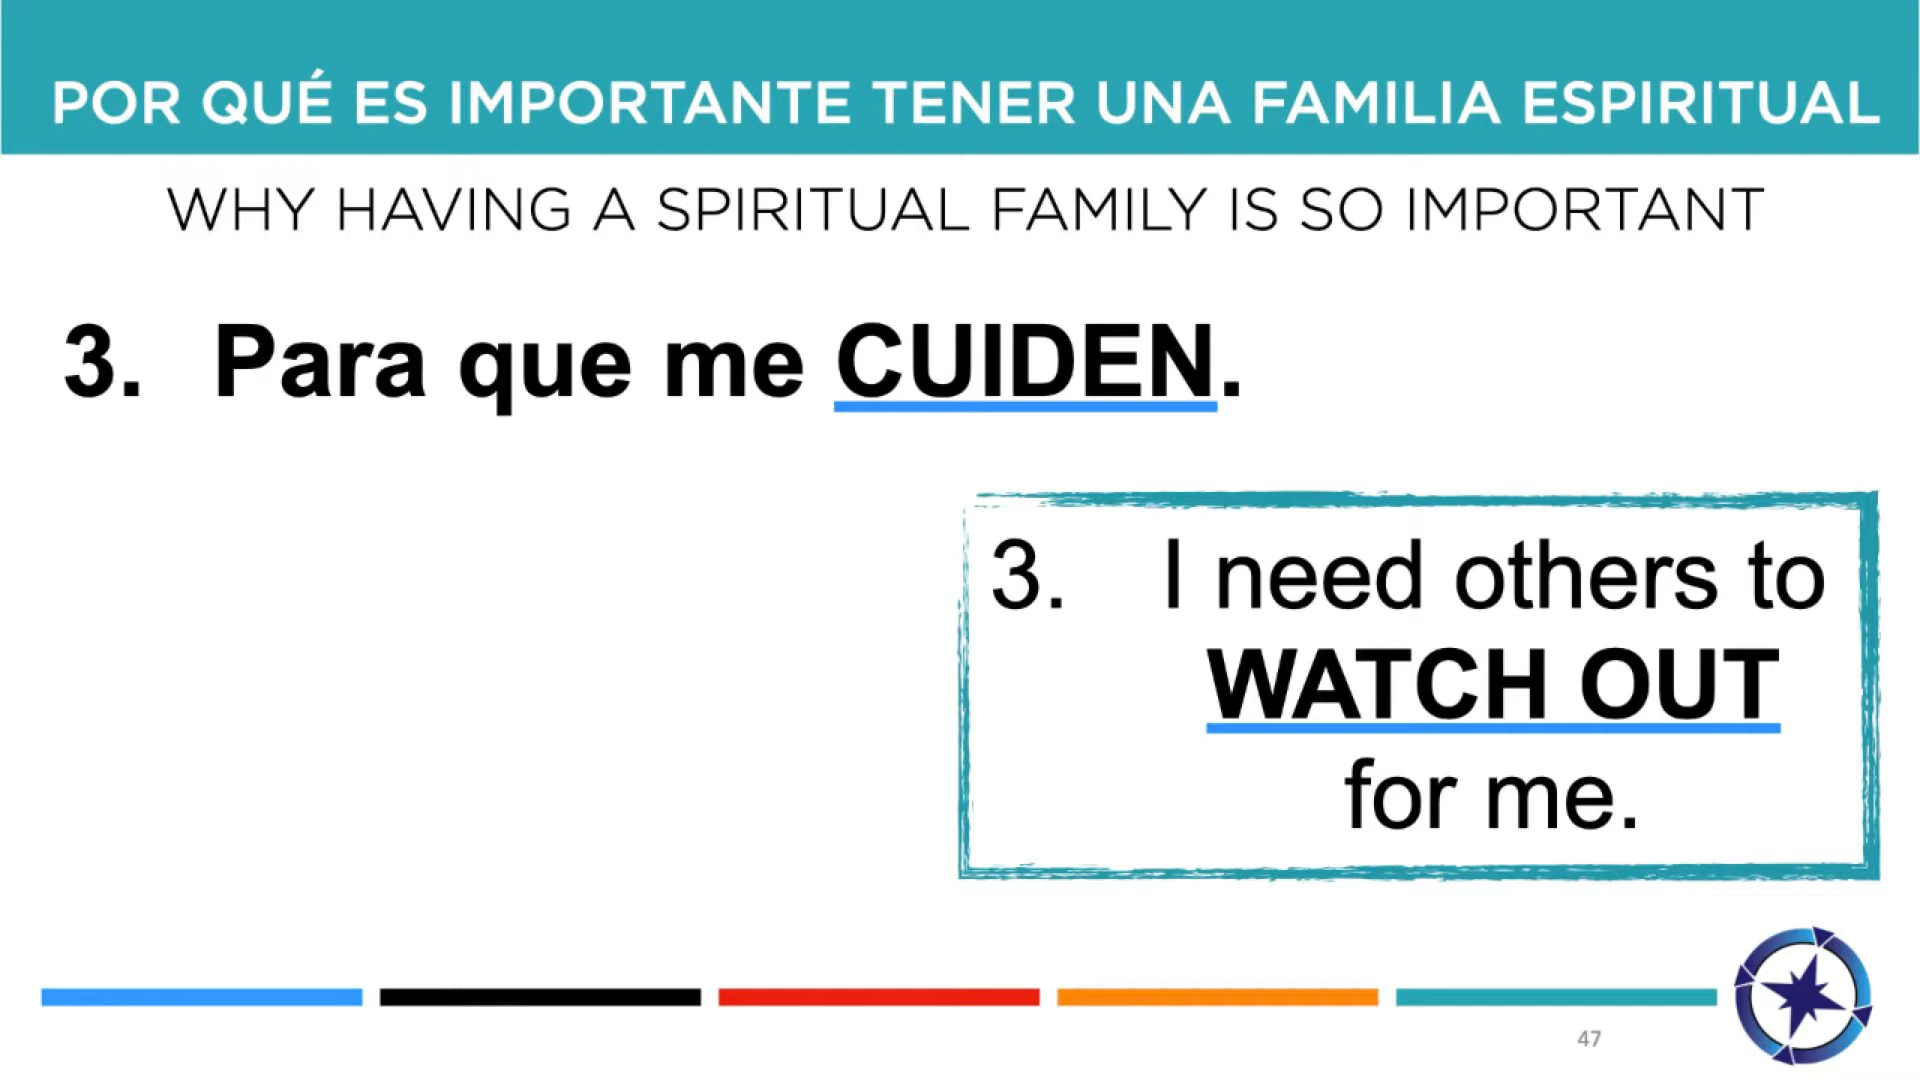 POR QUÉ ES IMPORTANTE TENER UNA FAMILIA ESPIRITUAL
WHY HAVING A SPIRITUAL FAMILY IS SO IMPORTANT
3. Para que me CUIDEN.
3. I need others to
WATCH OUT
for me.
47